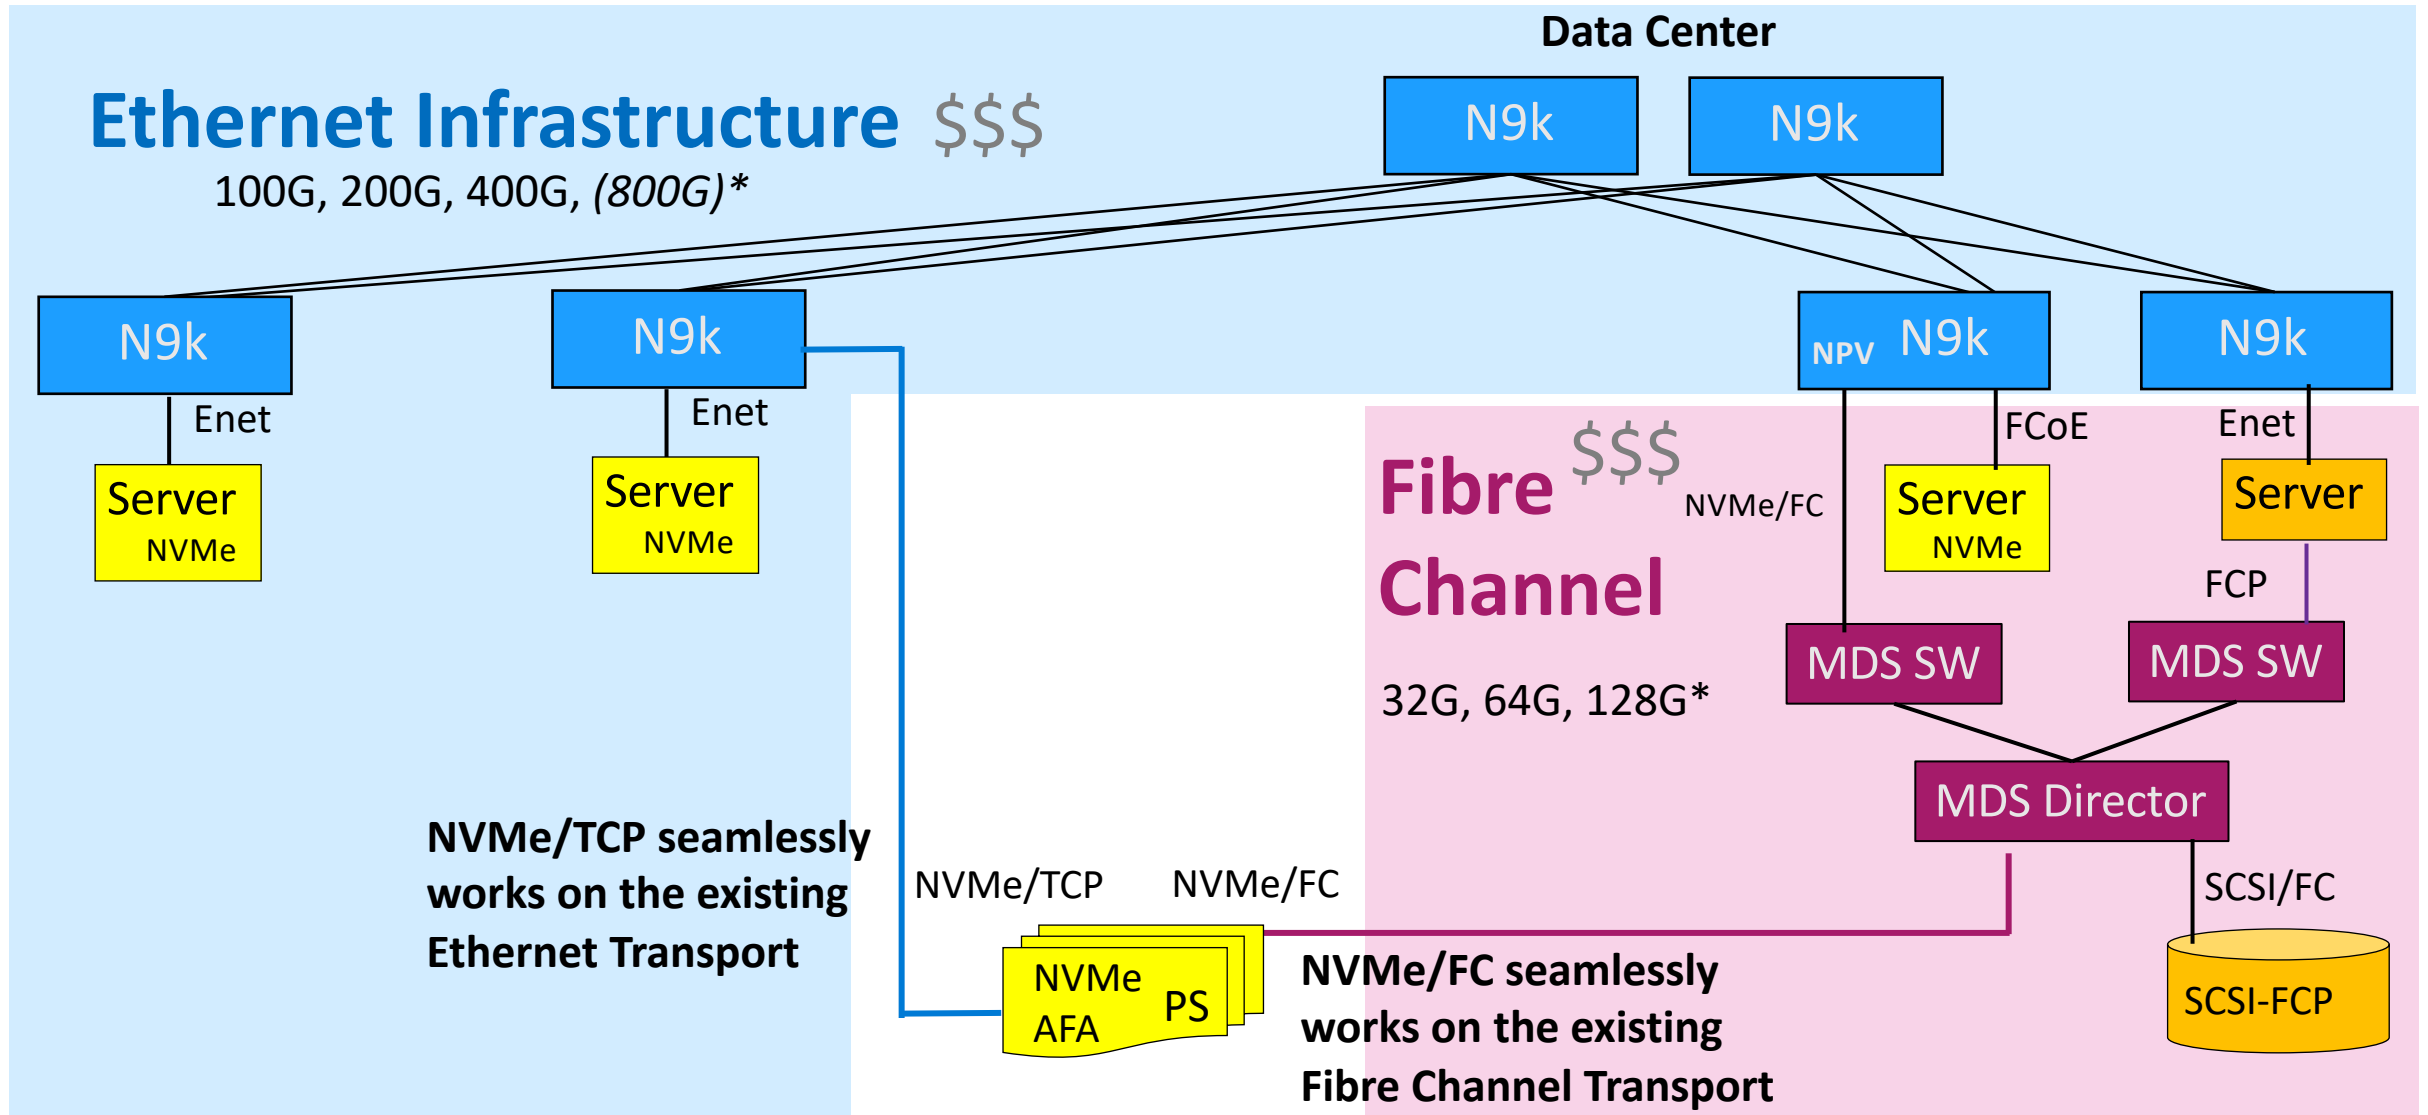 Data Center
Ethernet Infrastructure $$$
100G, 200G, 400G, (800G)*
N9k
N9k
N9k
N9k
NPV N9k
N9k
Enet
Enet
FCoE
Enet
Server
NVMe
Server
NVMe
Fibre $$$
Channel
32G, 64G, 128G*
NVMe/FC
Server
NVMe
Server
FCP
MDS SW
MDS SW
MDS Director
NVMe/TCP seamlessly
works on the existing
Ethernet Transport
NVMe/TCP
NVMe/FC
SCSI/FC
NVMe
AFA
PS
NVMe/FC seamlessly
works on the existing
Fibre Channel Transport
SCSI-FCP